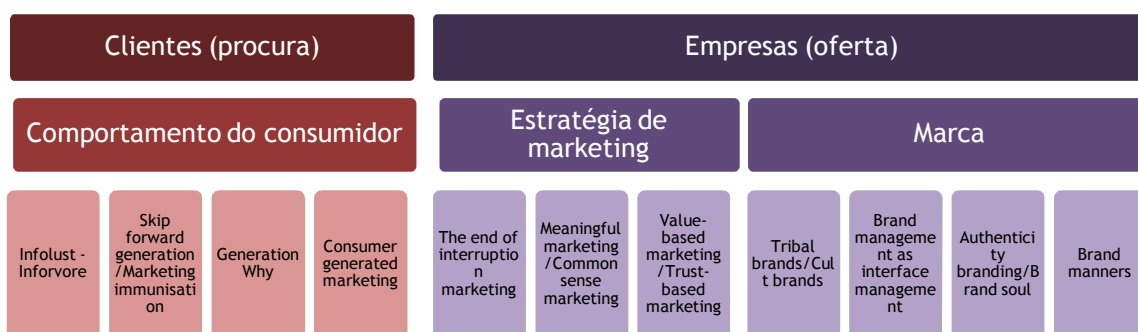 Clientes (procura)
Empresas (oferta)
Comportamento do consumidor
Estratégia de
marketing
Marca
Infolust -
Inforvore
Skip
forward
generation
/Marketing
immunisati
on
Generation
Why
Consumer
generated
marketing
The end of
interruptio
n
marketing
Meaningful
marketing
/Common
sense
marketing
Value-
based
marketing
/Trust-
based
marketing
Tribal
brands/Cul
t brands
Brand
manageme
nt as
interface
manageme
nt
Authentici
ty
branding/B
rand soul
Brand
manners